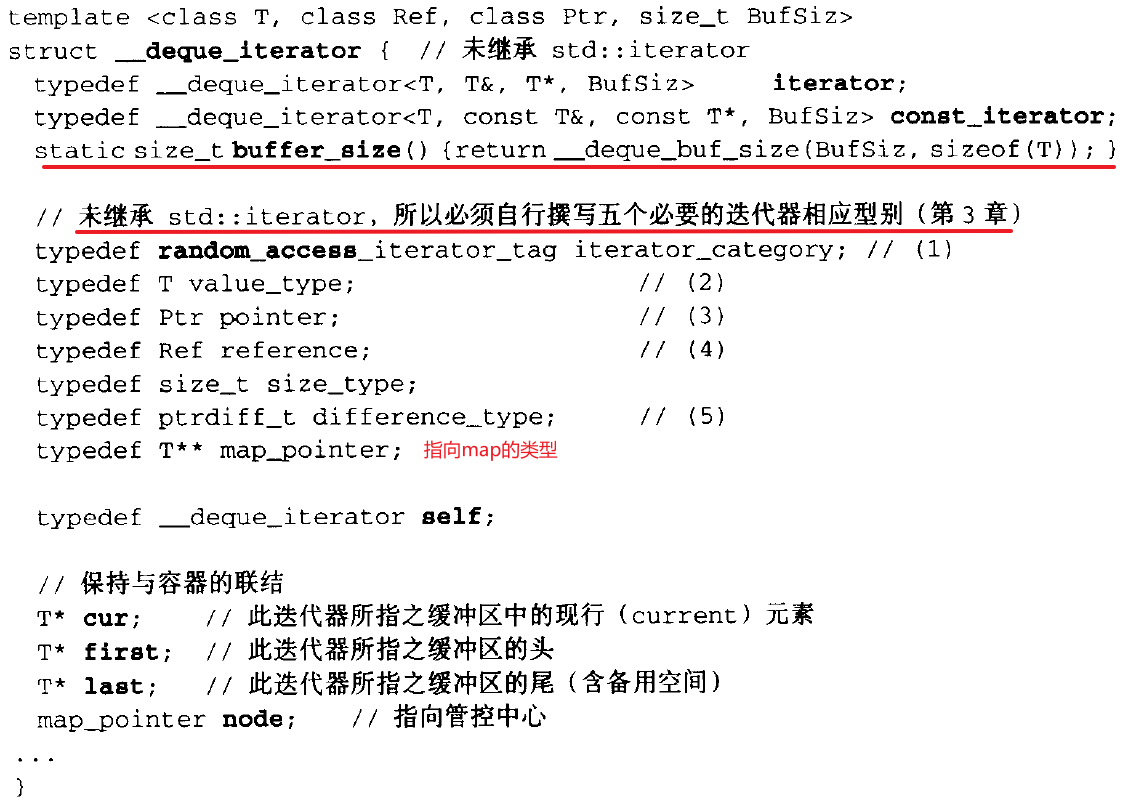 template <class T, class Ref, class Ptr, size_t BufSiz>
struct __deque_iterator { // 未继承 std::iterator
typedef __deque_iterator<T, T&, T*, BufSiz> iterator;
typedef __deque_iterator<T, const T&, const T*, BufSiz> const_iterator;
static size_t buffer_size() {return __deque_buf_size(BufSiz, sizeof(T)); }
// 未继承 std::iterator, 所以必须自行撰写五个必要的迭代器相应型别（第 3 章）
typedef random_access_iterator_tag iterator_category; // (1)
typedef T value_type; // (2)
typedef Ptr pointer; // (3)
typedef Ref reference; // (4)
typedef size_t size_type;
typedef ptrdiff_t difference_type; // (5)
typedef T** map_pointer; 指向map的类型
typedef __deque_iterator self;
// 保持与容器的联结
T* cur; // 此迭代器所指之缓冲区中的现行（current）元素
T* first; // 此迭代器所指之缓冲区的头
T* last; // 此迭代器所指之缓冲区的尾（含备用空间）
map_pointer node; // 指向管控中心
...
}